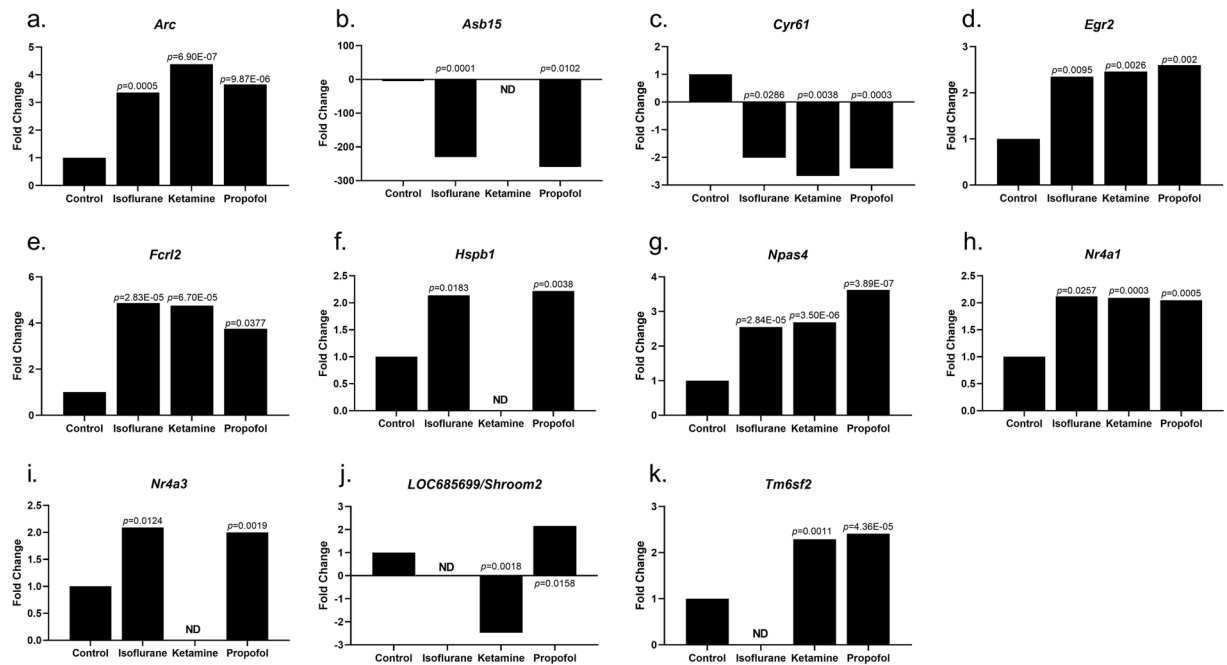 a.
Arc
Fold Change
5
4
3
2
1
0
p=0.0005
p=6.90E-07
p=9.87E-06
Control Isoflurane Ketamine Propofol
b.
Asb15
Fold Change
100
0
-100
-200
-300
p=0.0001
ND
p=0.0102
Control Isoflurane Ketamine Propofol
c.
Cyr61
Fold Change
2
1
0
-1
-2
-3
p=0.0286
p=0.0038
p=0.0003
Control Isoflurane Ketamine Propofol
d.
Egr2
Fold Change
3
2
1
0
p=0.0095
p=0.0026
p=0.002
Control Isoflurane Ketamine Propofol
e.
Fcrl2
Fold Change
6
4
2
0
p=2.83E-05
p=6.70E-05
p=0.0377
Control Isoflurane Ketamine Propofol
f.
Hspb1
Fold Change
2.5
2.0
1.5
1.0
0.5
0.0
p=0.0183
ND
p=0.0038
Control Isoflurane Ketamine Propofol
g.
Npas4
Fold Change
4
3
2
1
0
p=2.84E-05
p=3.50E-06
p=3.89E-07
Control Isoflurane Ketamine Propofol
h.
Nr4a1
Fold Change
2.5
2.0
1.5
1.0
0.5
0.0
p=0.0257
p=0.0003
p=0.0005
Control Isoflurane Ketamine Propofol
i.
Nr4a3
Fold Change
2.5
2.0
1.5
1.0
0.5
0.0
p=0.0124
ND
p=0.0019
Control Isoflurane Ketamine Propofol
j.
LOC685699/Shroom2
Fold Change
3
2
1
0
-1
-2
-3
ND
p=0.0018
p=0.0158
Control Isoflurane Ketamine Propofol
k.
Tm6sf2
Fold Change
3
2
1
0
ND
p=0.0011
p=4.36E-05
Control Isoflurane Ketamine Propofol